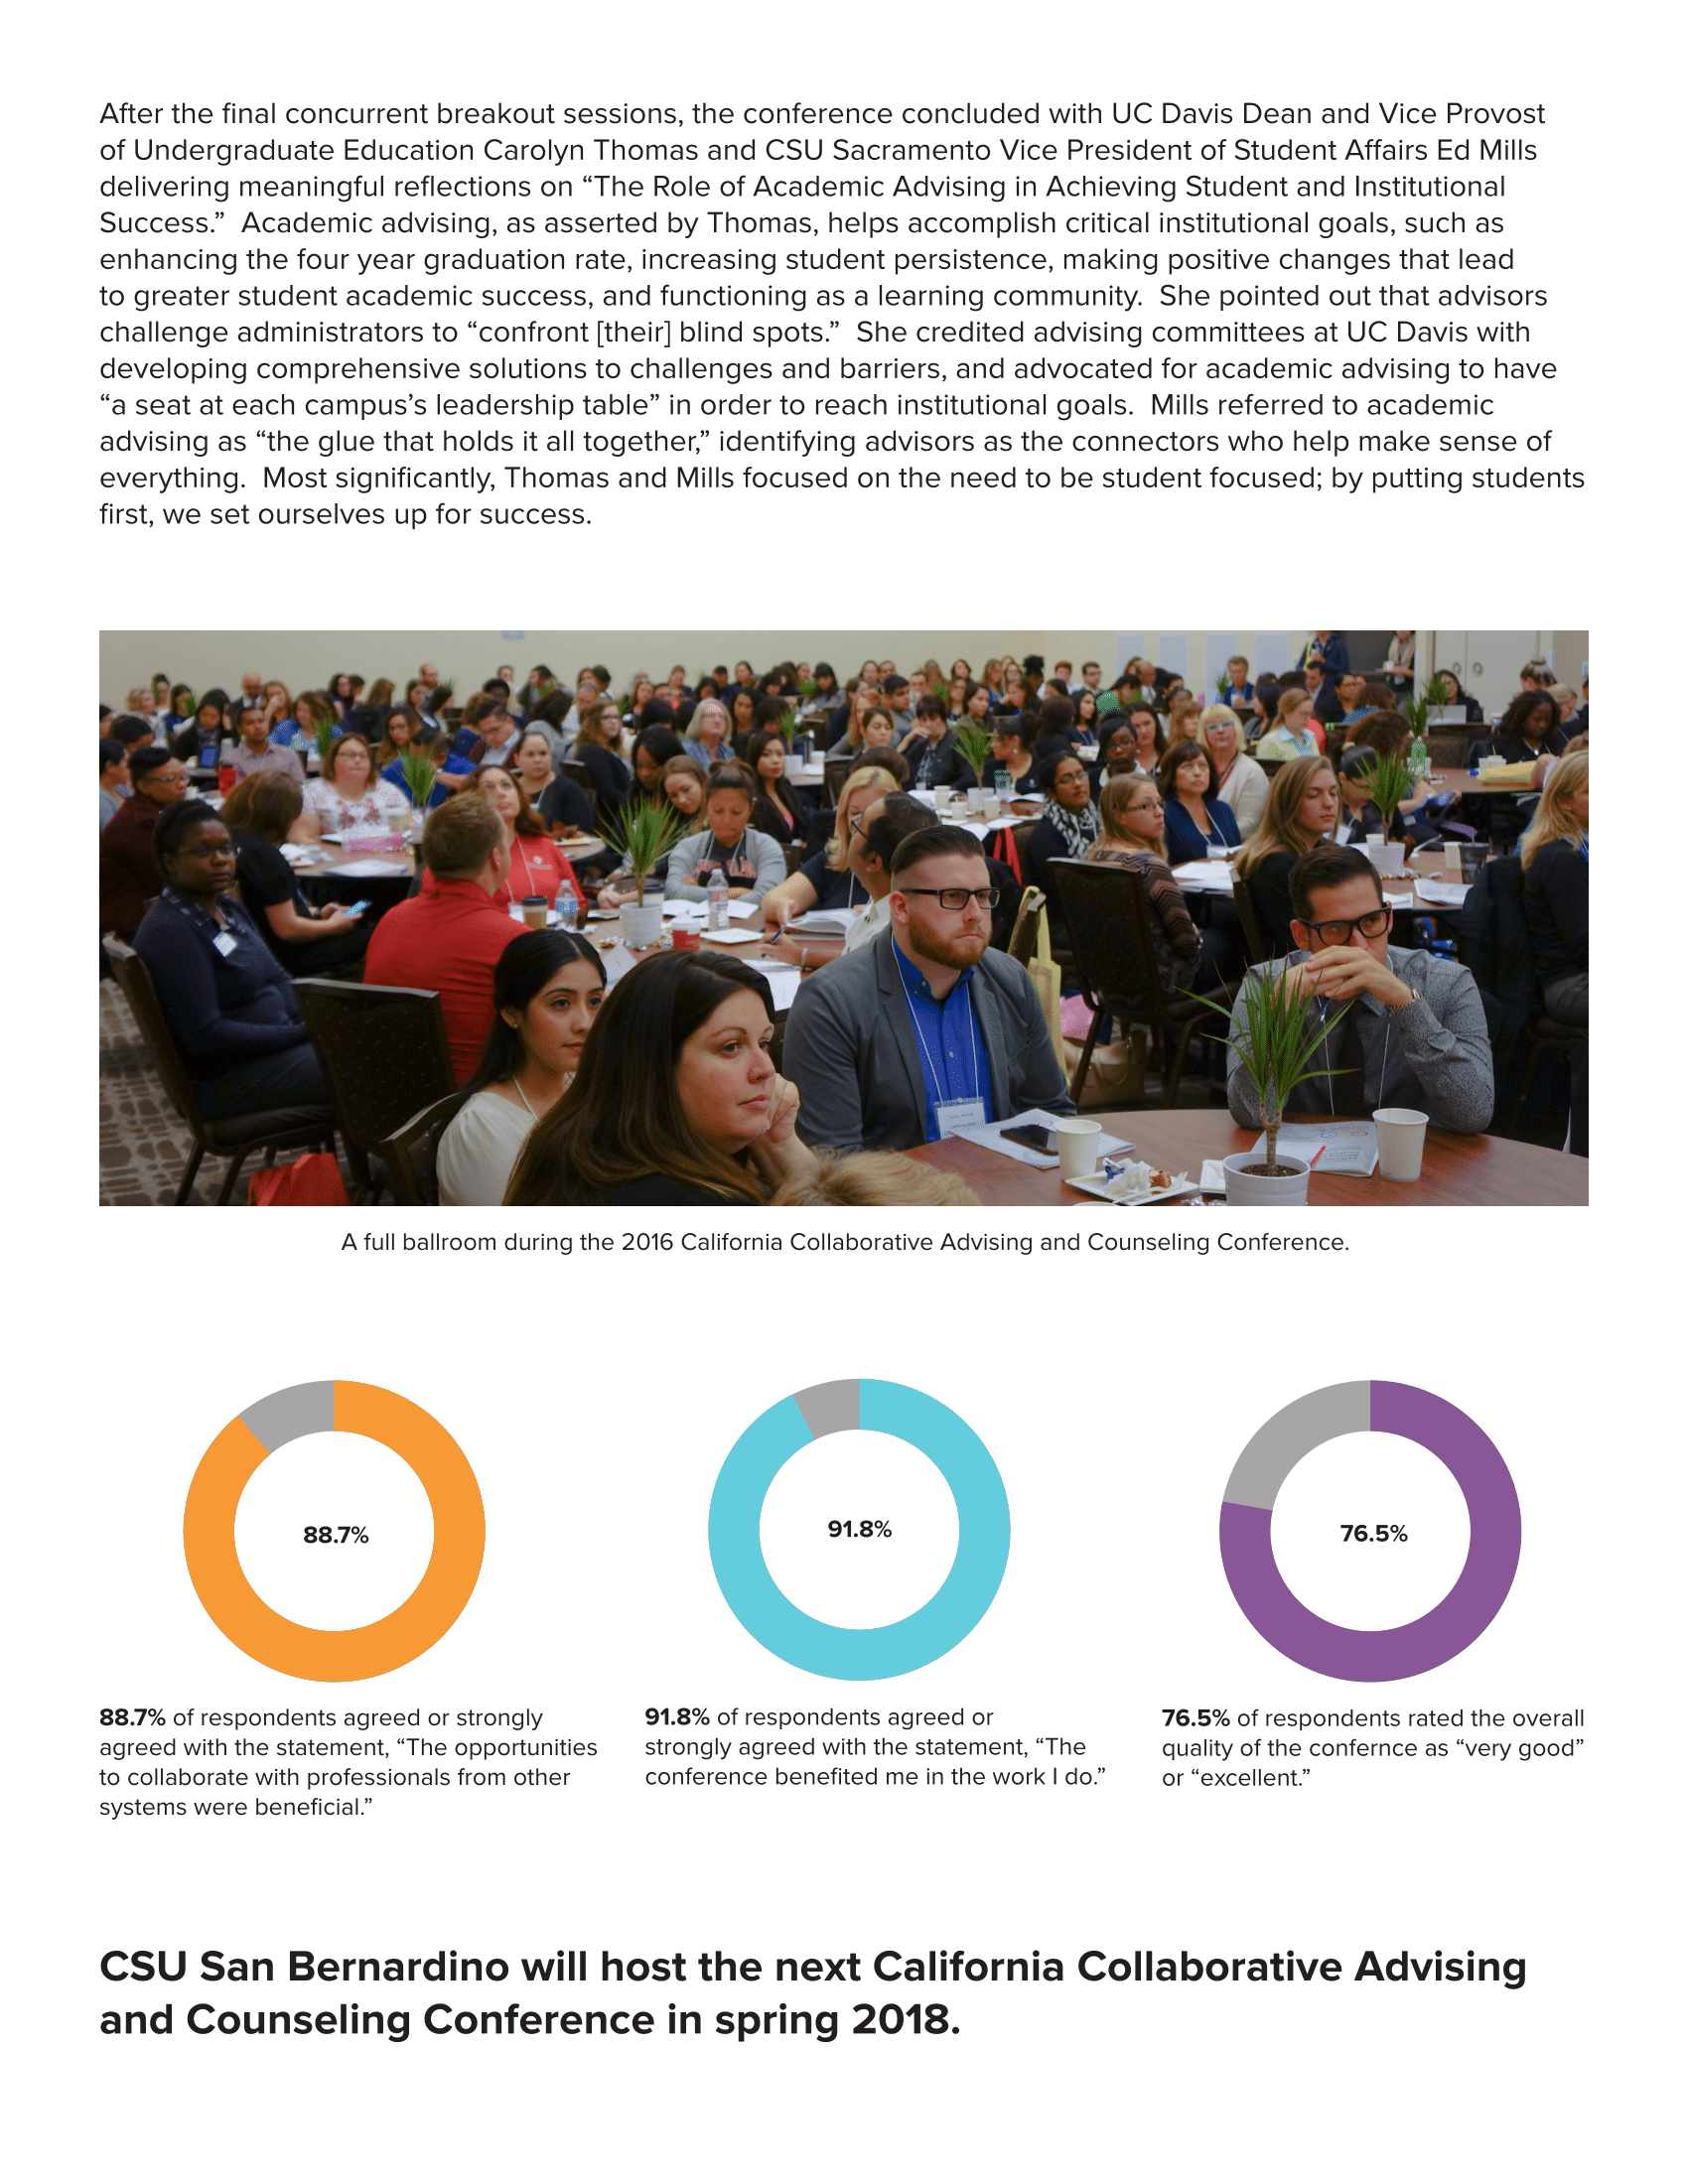 After the final concurrent breakout sessions, the conference concluded with UC Davis Dean and Vice Provost
of Undergraduate Education Carolyn Thomas and CSU Sacramento Vice President of Student Affairs Ed Mills
delivering meaningful reflections on “The Role of Academic Advising in Achieving Student and Institutional
Success.”  Academic advising, as asserted by Thomas, helps accomplish critical institutional goals, such as
enhancing the four year graduation rate, increasing student persistence, making positive changes that lead
to greater student academic success, and functioning as a learning community.  She pointed out that advisors
challenge administrators to “confront [their] blind spots.”  She credited advising committees at UC Davis with
developing comprehensive solutions to challenges and barriers, and advocated for academic advising to have
“a seat at each campus’s leadership table” in order to reach institutional goals.  Mills referred to academic
advising as “the glue that holds it all together,” identifying advisors as the connectors who help make sense of
everything.  Most significantly, Thomas and Mills focused on the need to be student focused; by putting students
first, we set ourselves up for success.
A full ballroom during the 2016 California Collaborative Advising and Counseling Conference.
88.7%
91.8%
76.5%
88.7% of respondents agreed or strongly
agreed with the statement, “The opportunities
to collaborate with professionals from other
systems were beneficial.”
91.8% of respondents agreed or
strongly agreed with the statement, “The
conference benefited me in the work I do.”
76.5% of respondents rated the overall
quality of the confernce as “very good”
or “excellent.”
CSU San Bernardino will host the next California Collaborative Advising
and Counseling Conference in spring 2018.